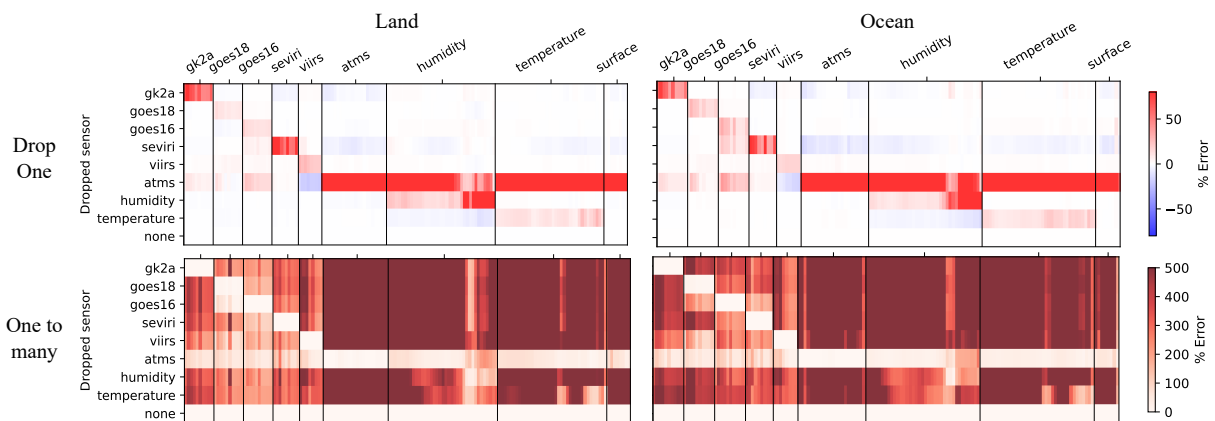 Land
Ocean
gk2a
goes18
goes16
seviri
viirs
atms
humidity
temperature
surface
gk2a
goes18
goes16
seviri
viirs
atms
humidity
temperature
surface
Drop
One
Dropped sensor
gk2a
goes18
goes16
seviri
viirs
atms
humidity
temperature
none
50
0
−50
% Error
One to
many
Dropped sensor
gk2a
goes18
goes16
seviri
viirs
atms
humidity
temperature
none
500
400
300
200
100
0
% Error